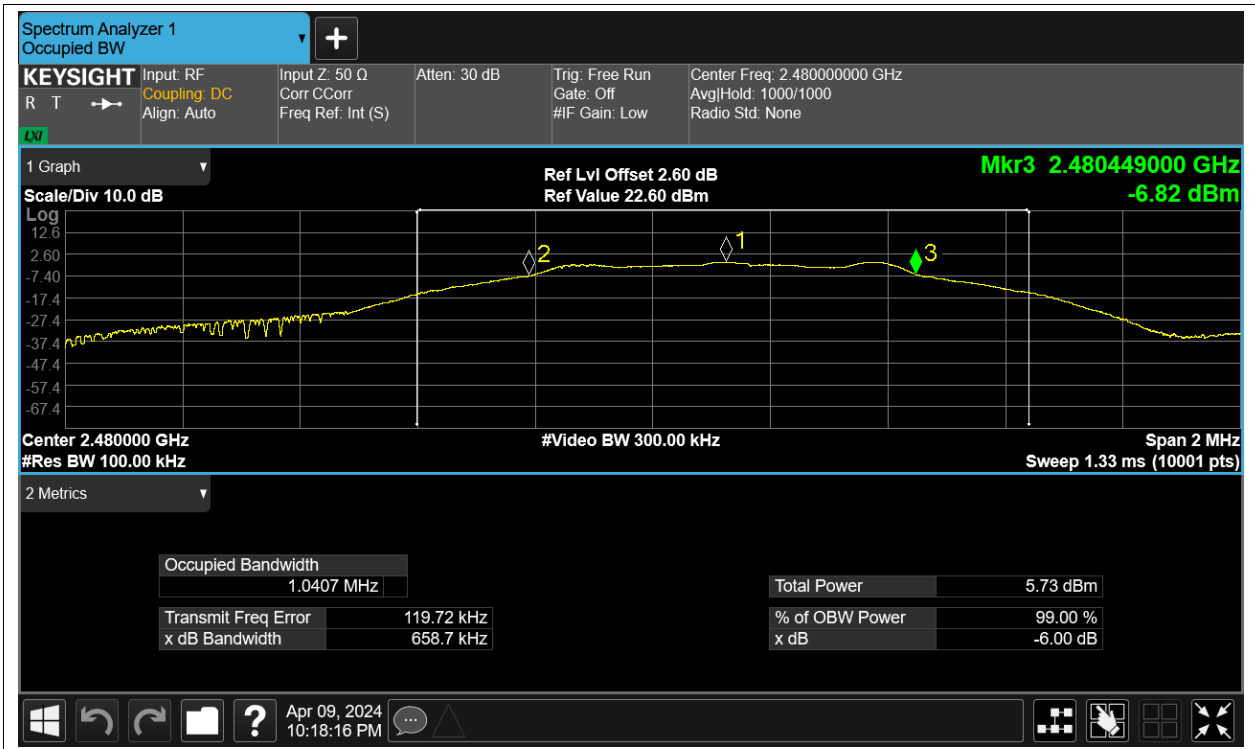 Spectrum Analyzer 1
Occupied BW
KEYSIGHT
R T
LXI
Input: RF
Coupling: DC
Align: Auto
Input Z: 50 Ω
Corr CCorr
Freq Ref: Int (S)
Atten: 30 dB
Trig: Free Run
Gate: Off
#IF Gain: Low
Center Freq: 2.480000000 GHz
Avg|Hold: 1000/1000
Radio Std: None
1 Graph
Scale/Div 10.0 dB
Ref Lvl Offset 2.60 dB
Ref Value 22.60 dBm
Mkr3 2.480449000 GHz
-6.82 dBm
Log
12.6
2.60
-7.40
-17.4
-27.4
-37.4
-47.4
-57.4
-67.4
2
1
3
Center 2.480000 GHz
#Res BW 100.00 kHz
#Video BW 300.00 kHz
Span 2 MHz
Sweep 1.33 ms (10001 pts)
2 Metrics
Occupied Bandwidth
1.0407 MHz
Transmit Freq Error 119.72 kHz
x dB Bandwidth 658.7 kHz
Total Power 5.73 dBm
% of OBW Power 99.00 %
x dB -6.00 dB
?
Apr 09, 2024
10:18:16 PM